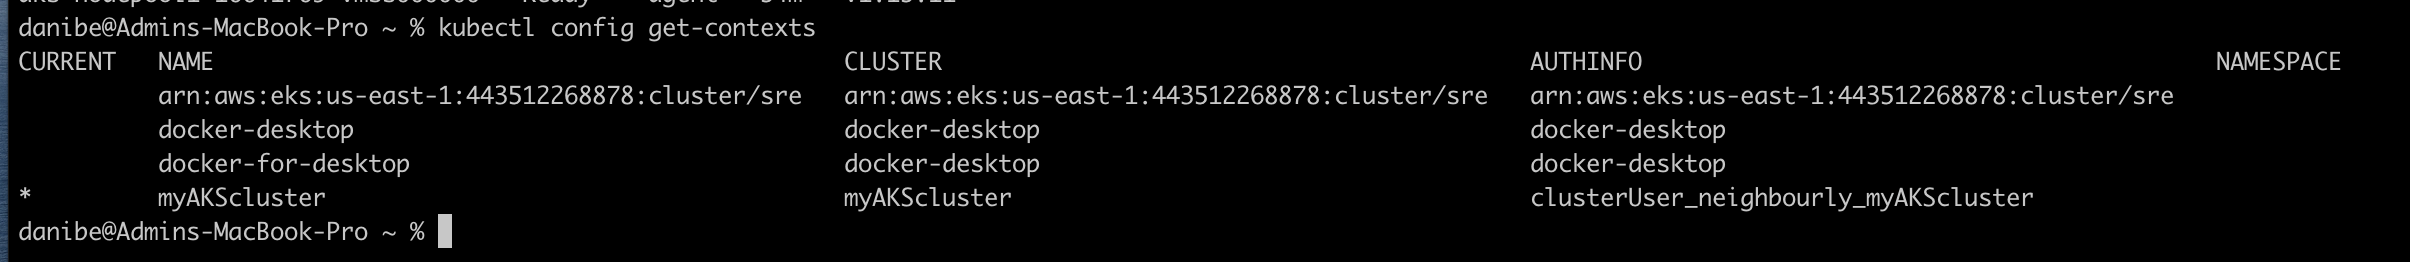 danibe@Admins-MacBook-Pro ~ % kubectl config get-contexts
CURRENT   NAME                                              CLUSTER                                           AUTHINFO                                          NAMESPACE
          arn:aws:eks:us-east-1:443512268878:cluster/sre   arn:aws:eks:us-east-1:443512268878:cluster/sre   arn:aws:eks:us-east-1:443512268878:cluster/sre
          docker-desktop                                   docker-desktop                                   docker-desktop
          docker-for-desktop                               docker-desktop                                   docker-desktop
*         myAKScluster                                     myAKScluster                                     clusterUser_neighbourly_myAKScluster
danibe@Admins-MacBook-Pro ~ %